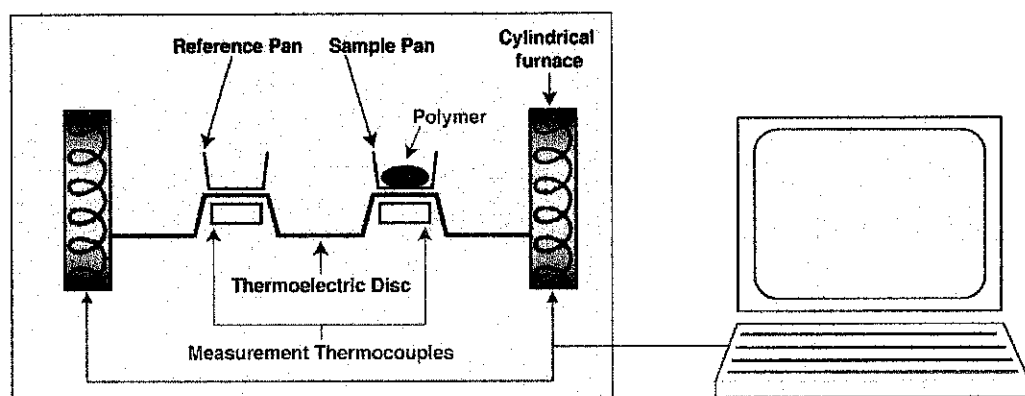 Reference Pan
Sample Pan
Cylindrical
furnace
Polymer
Thermoelectric Disc
Measurement Thermocouples